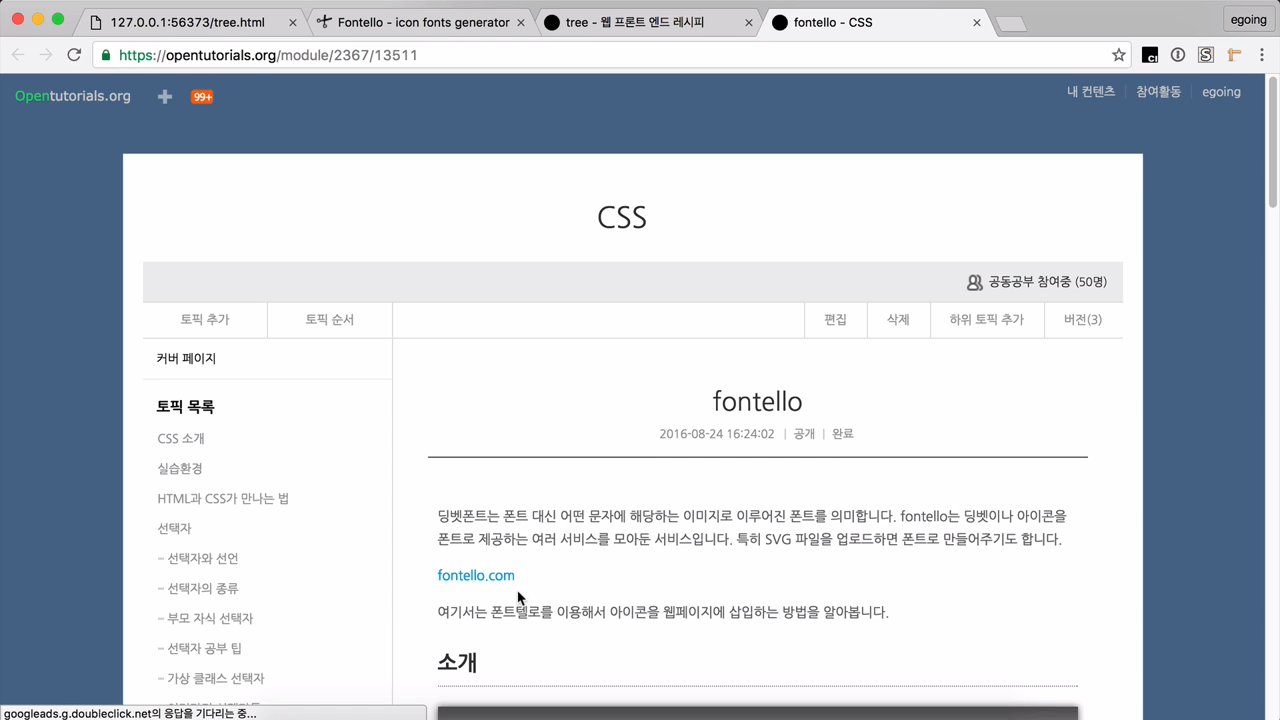 127.0.0.1:56373/tree.html
Fontello - icon fonts generator
tree - 웹 프론트 엔드 레시피
fontello - CSS
egoing
https://opentutorials.org/module/2367/13511
Opentutorials.org
99+
내 컨텐츠
참여활동
egoing
CSS
공동공부 참여중 (50명)
토픽 추가
토픽 순서
편집
삭제
하위 토픽 추가
버전(3)
커버 페이지
토픽 목록
CSS 소개
실습환경
HTML과 CSS가 만나는 법
선택자
- 선택자와 선언
- 선택자의 종류
- 부모 자식 선택자
- 선택자 공부 팁
- 가상 클래스 선택자
fontello
2016-08-24 16:24:02 | 공개 | 완료
딩벳폰트는 폰트 대신 어떤 문자에 해당하는 이미지로 이루어진 폰트를 의미합니다. fontello는 딩벳이나 아이콘을
폰트로 제공하는 여러 서비스를 모아둔 서비스입니다. 특히 SVG 파일을 업로드하면 폰트로 만들어주기도 합니다.
fontello.com
여기서는 폰트텔로를 이용해서 아이콘을 웹페이지에 삽입하는 방법을 알아봅니다.
소개
googleads.g.doubleclick.net의 응답을 기다리는 중...